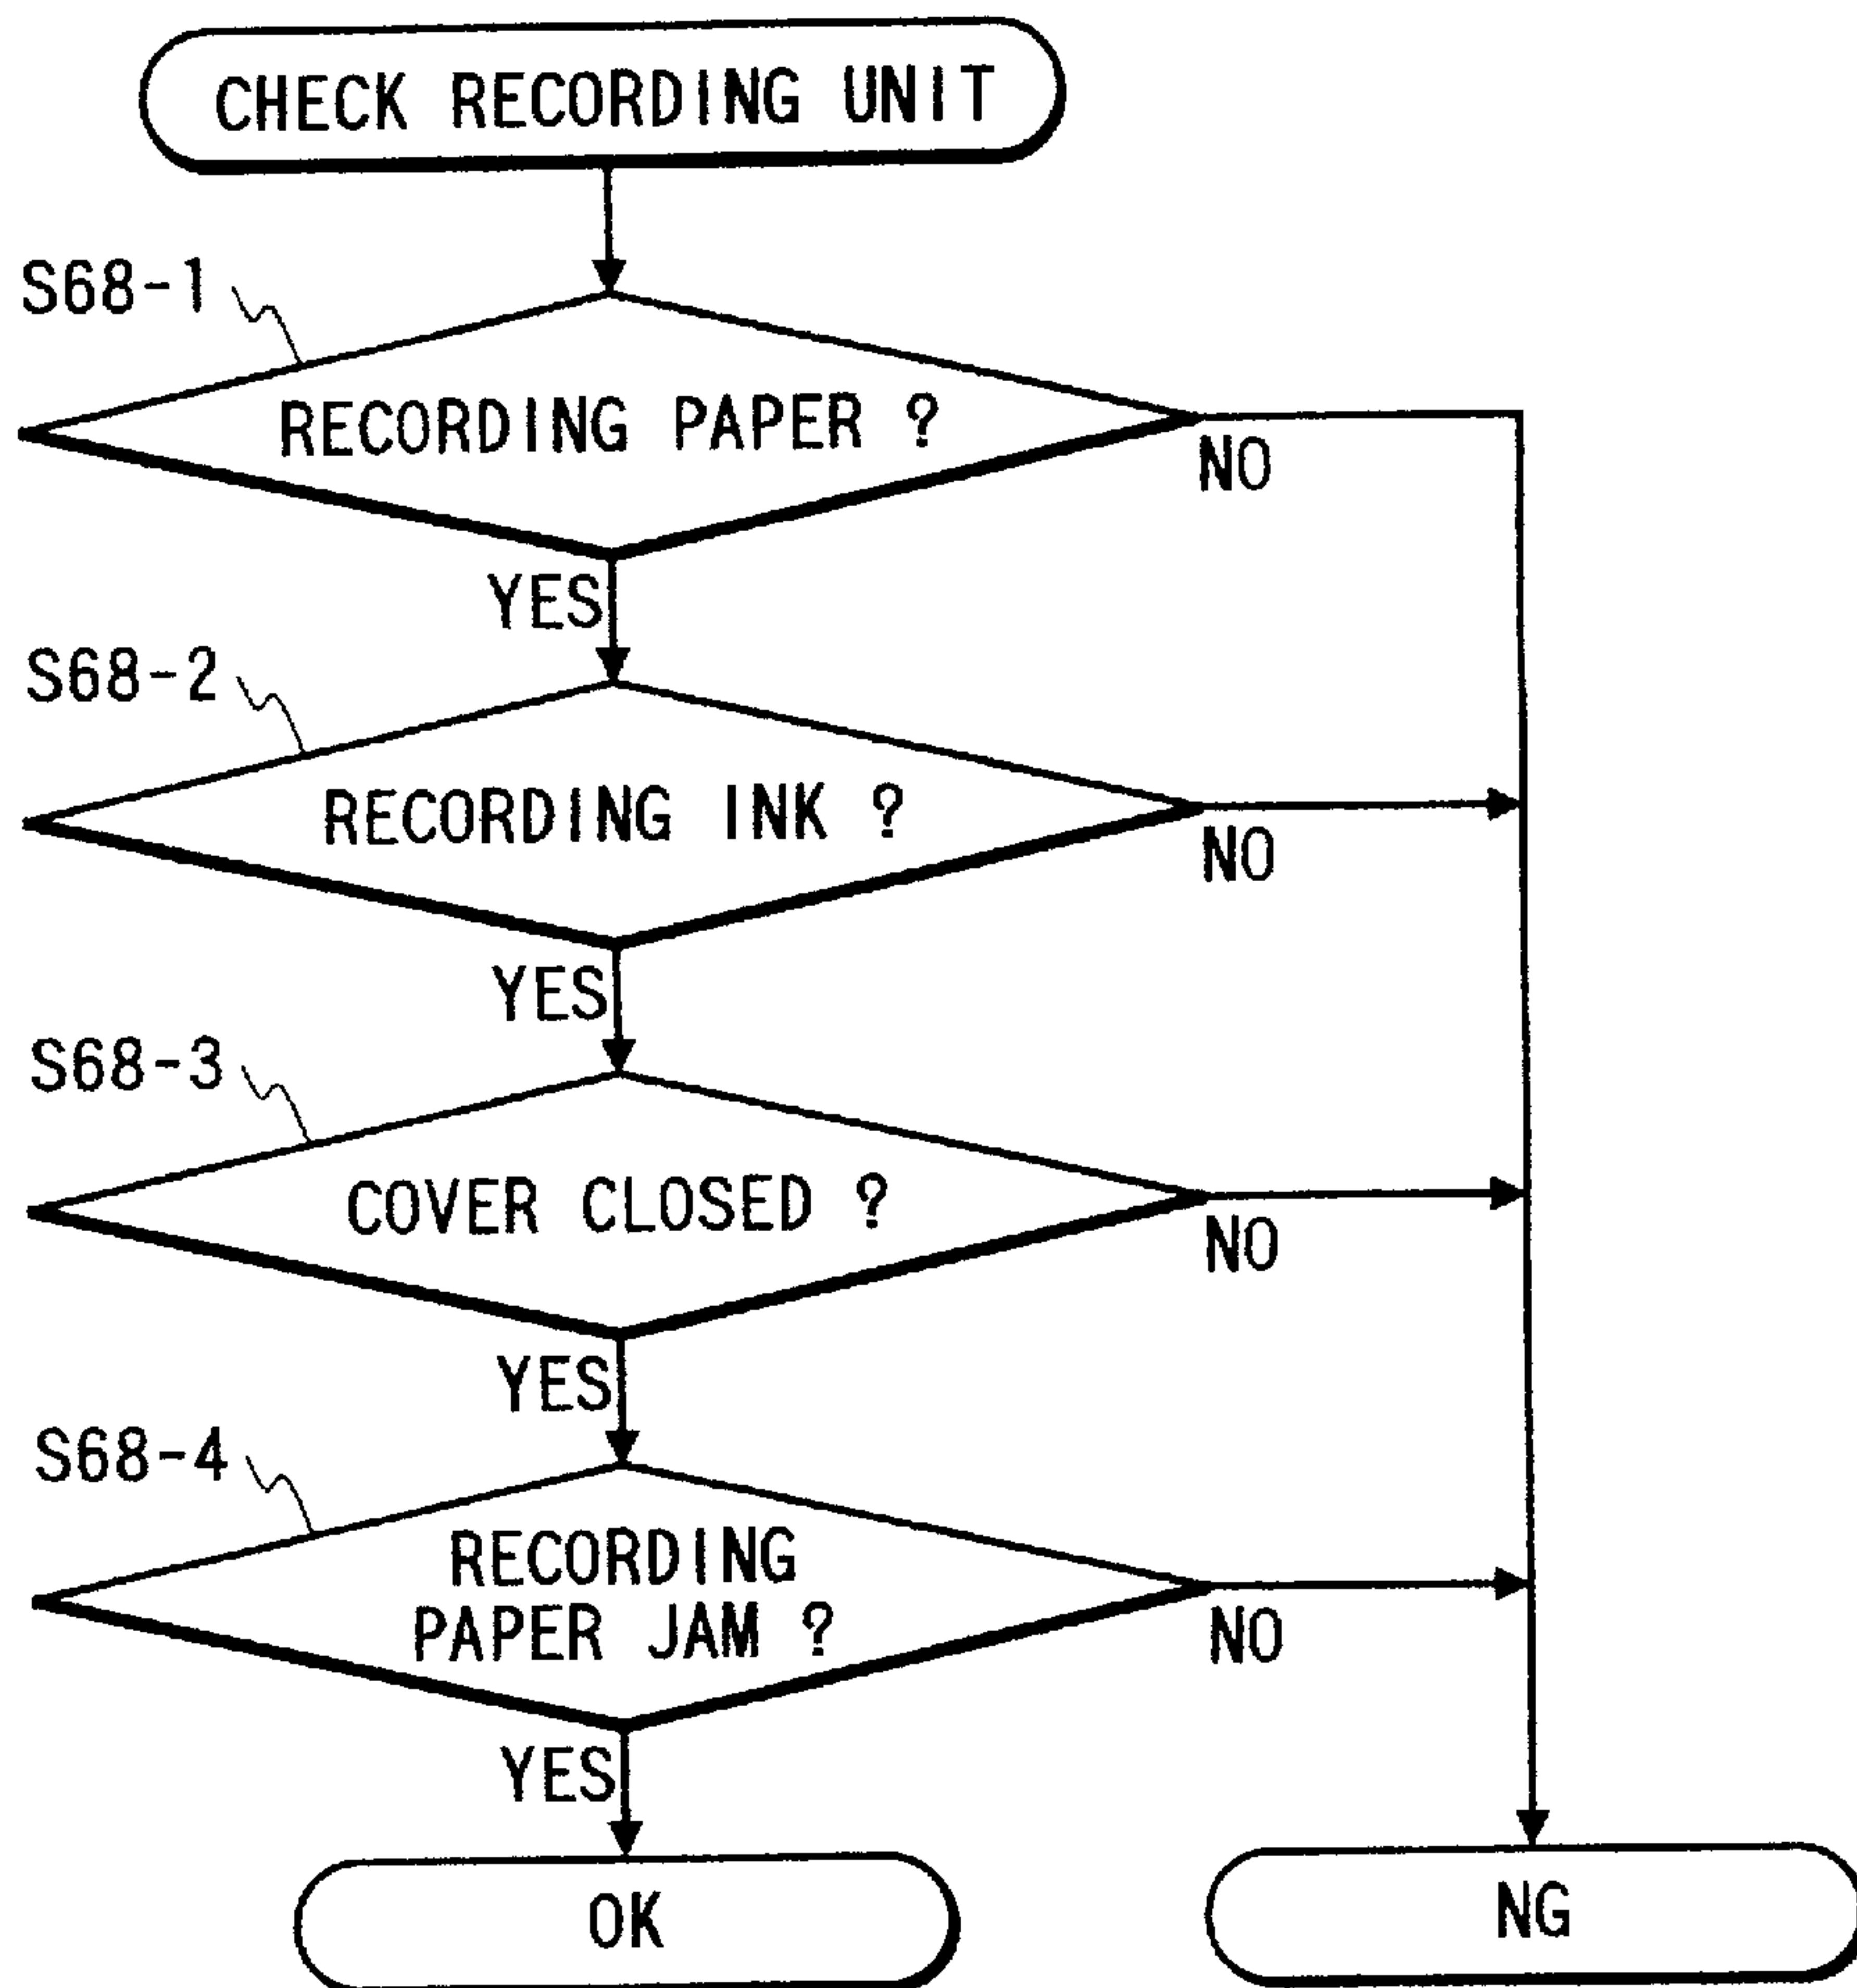 CHECK RECORDING UNIT
S68-1
RECORDING PAPER ?
NO
YES
S68-2
RECORDING INK ?
NO
YES
S68-3
COVER CLOSED ?
NO
YES
S68-4
RECORDING
PAPER JAM ?
NO
YES
OK
NG